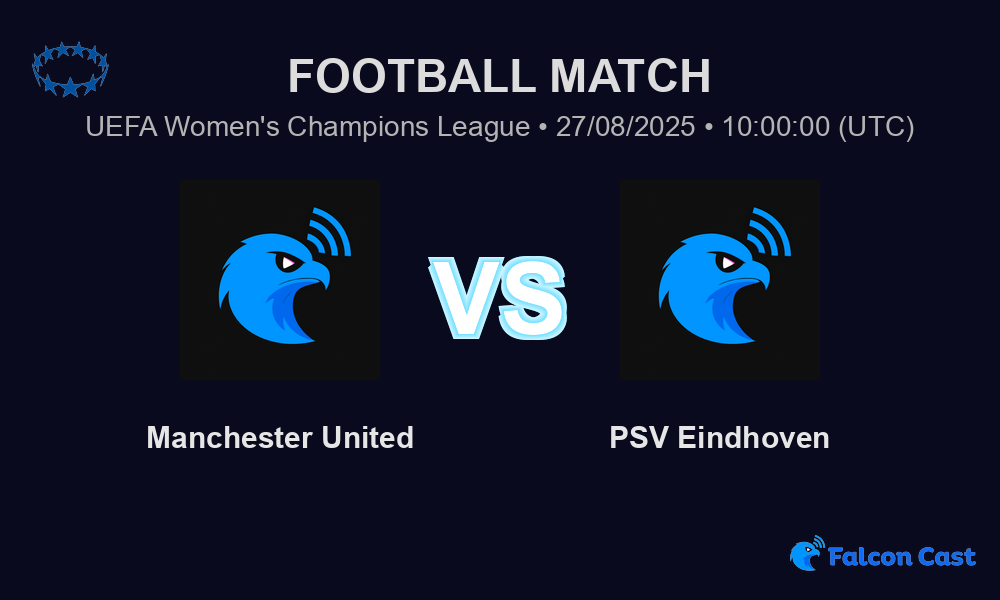 FOOTBALL MATCH
UEFA Women's Champions League • 27/08/2025 • 10:00:00 (UTC)
VS
Manchester United
PSV Eindhoven
Falcon Cast